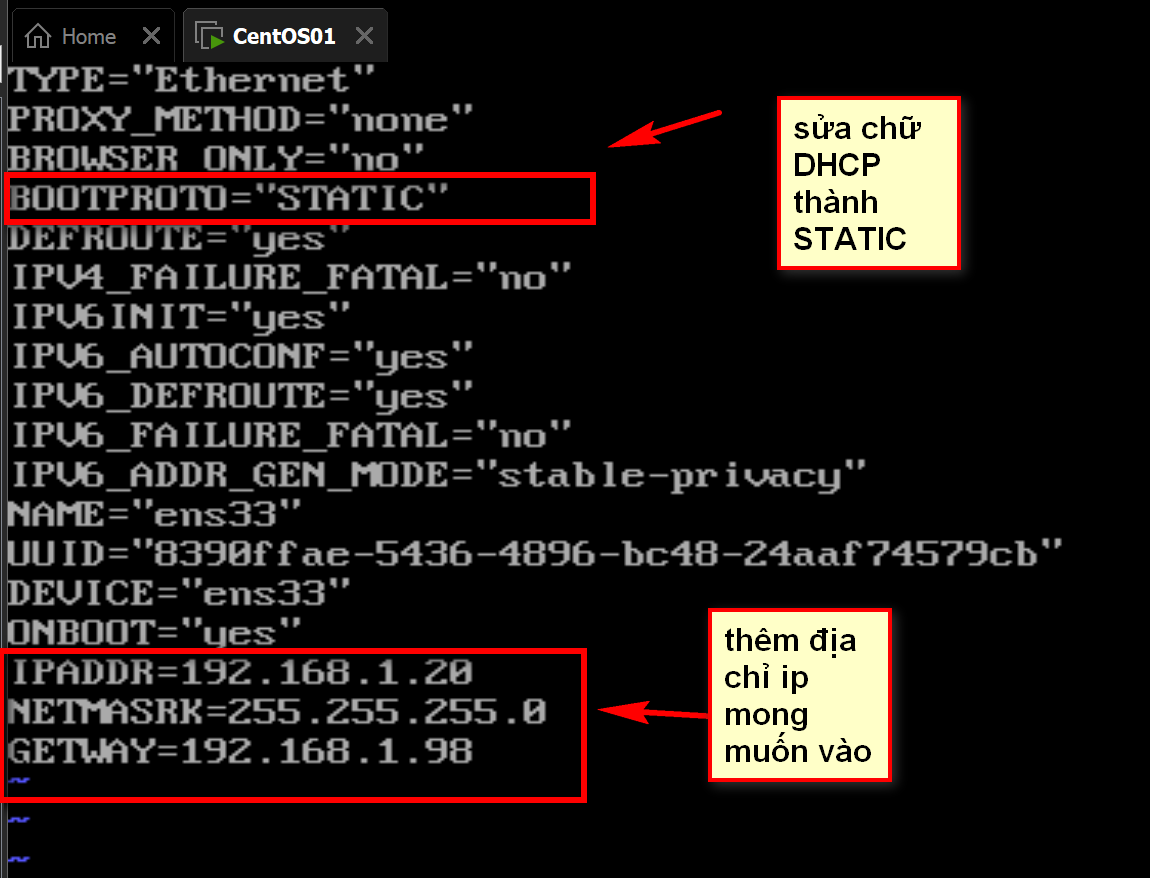 Home
CentOS01
TYPE="Ethernet"
PROXY_METHOD="none"
BROWSER_ONLY="no"
BOOTPROTO="STATIC"
DEFROUTE="yes"
IPV4_FAILURE_FATAL="no"
IPV6INIT="yes"
IPV6_AUTOCONF="yes"
IPV6_DEFROUTE="yes"
IPV6_FAILURE_FATAL="no"
IPV6_ADDR_GEN_MODE="stable-privacy"
NAME="ens33"
UUID="8390ffae-5436-4896-bc48-24aaf74579cb"
DEVICE="ens33"
ONBOOT="yes"
IPADDR=192.168.1.20
NETMASRK=255.255.255.0
GETWAY=192.168.1.98
~
~
~
sửa chữ
DHCP
thành
STATIC
thêm địa
chỉ ip
mong
muốn vào